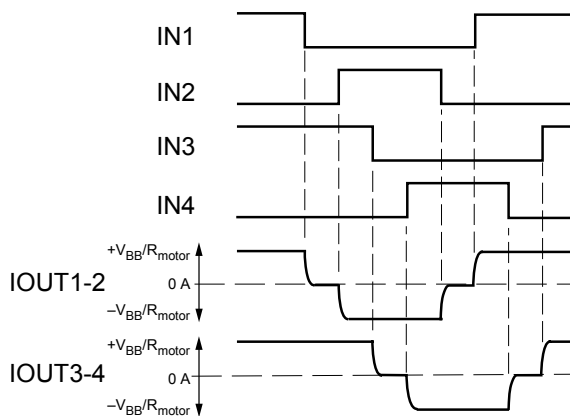 IN1
IN2
IN3
IN4
+VBB/Rmotor
IOUT1-2
0 A
–VBB/Rmotor
+VBB/Rmotor
IOUT3-4
0 A
–VBB/Rmotor